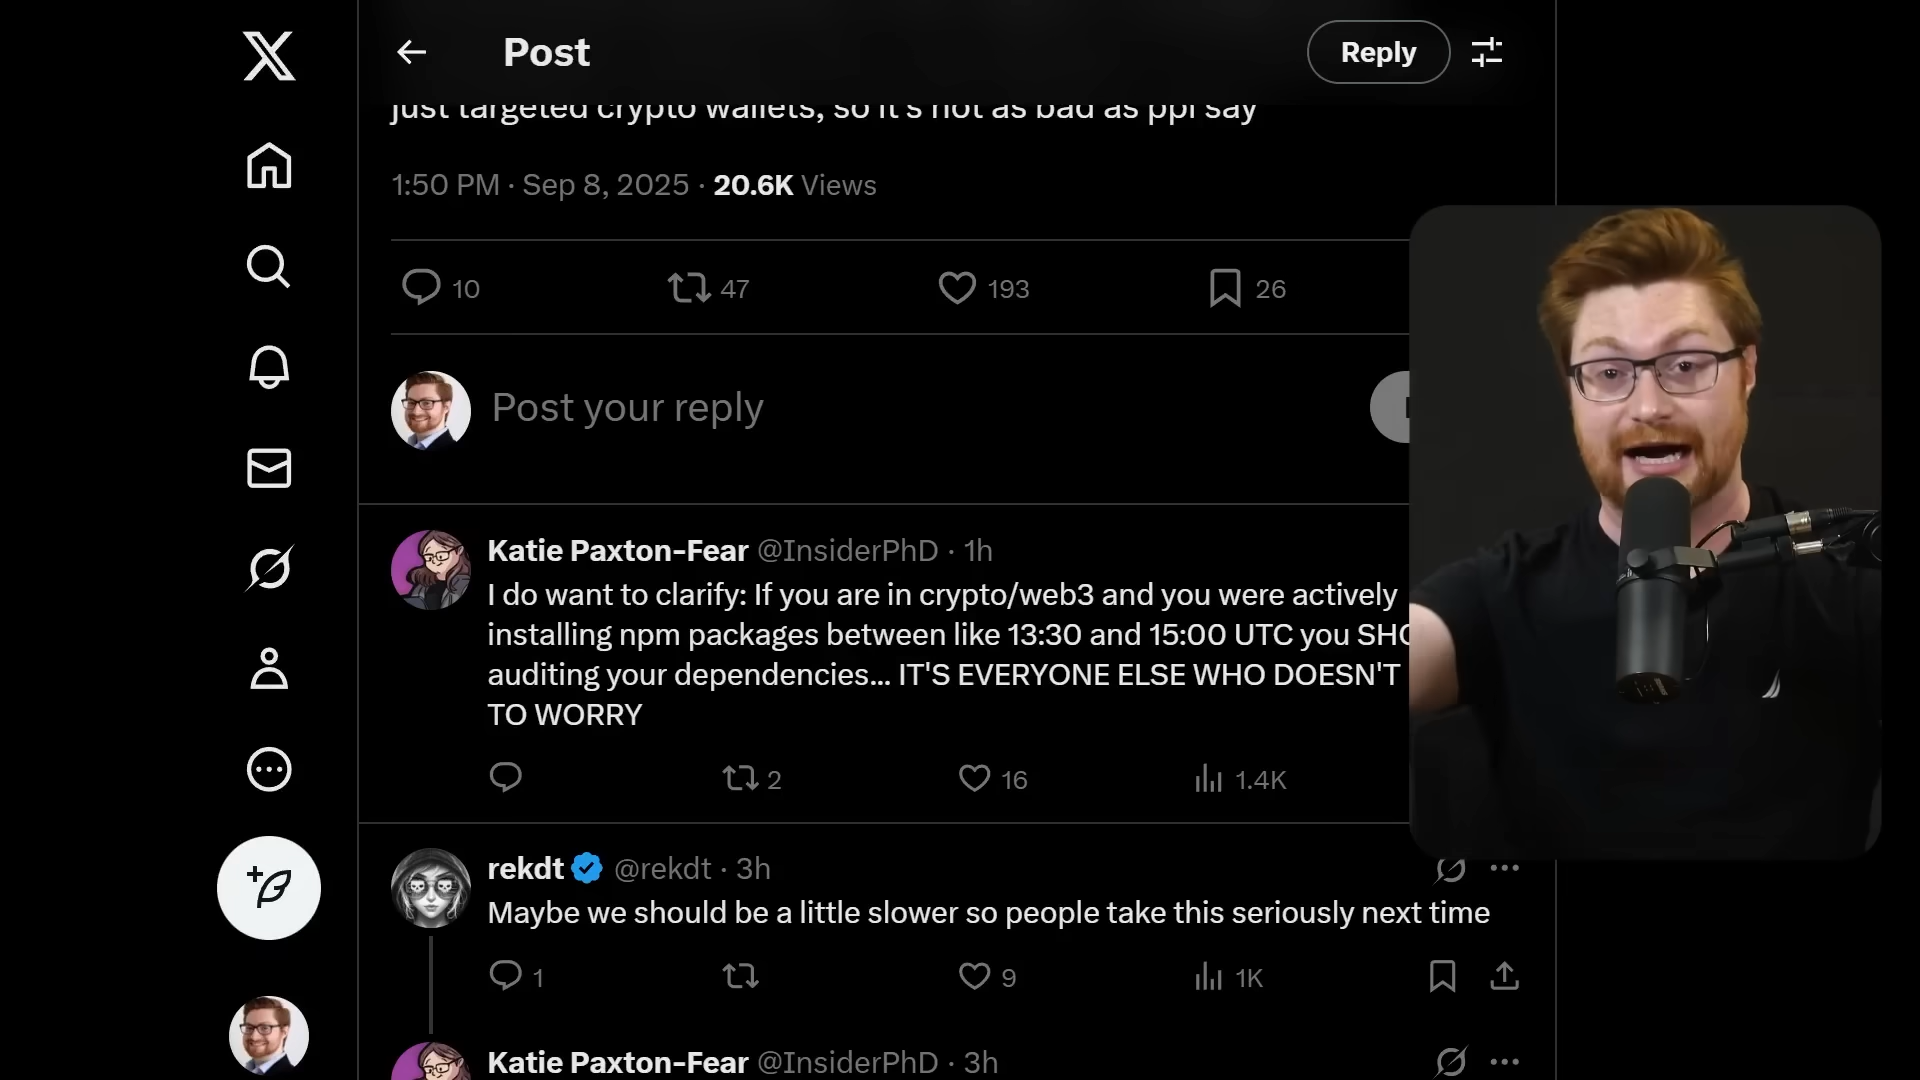 Post
Reply
just targeted crypto wallets, so it's not as bad as ppl say
1:50 PM · Sep 8, 2025 · 20.6K Views
10 47 193 26
Post your reply
Katie Paxton-Fear @InsiderPhD · 1h
I do want to clarify: If you are in crypto/web3 and you were actively
installing npm packages between like 13:30 and 15:00 UTC you
auditing your dependencies... IT'S EVERYONE ELSE WHO DOESN'T
TO WORRY
2 16 1.4K
rekdt @rekdt · 3h
Maybe we should be a little slower so people take this seriously next time
1 9 1K
Katie Paxton-Fear @InsiderPhD · 3h